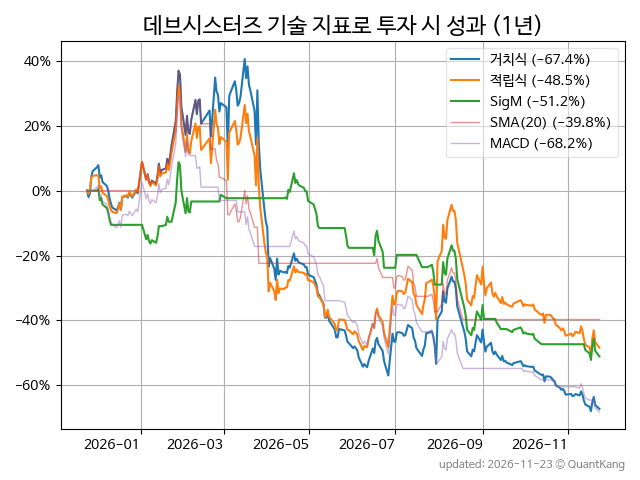 데브시스터즈 기술 지표로 투자 시 성과 (1년)
거치식 (−67.4%)
적립식 (−48.5%)
SigM (−51.2%)
SMA(20) (−39.8%)
MACD (−68.2%)
40%
20%
0%
−20%
−40%
−60%
2026−01 2026−03 2026−05 2026−07 2026−09 2026−11
updated: 2026−11−23 © QuantKang